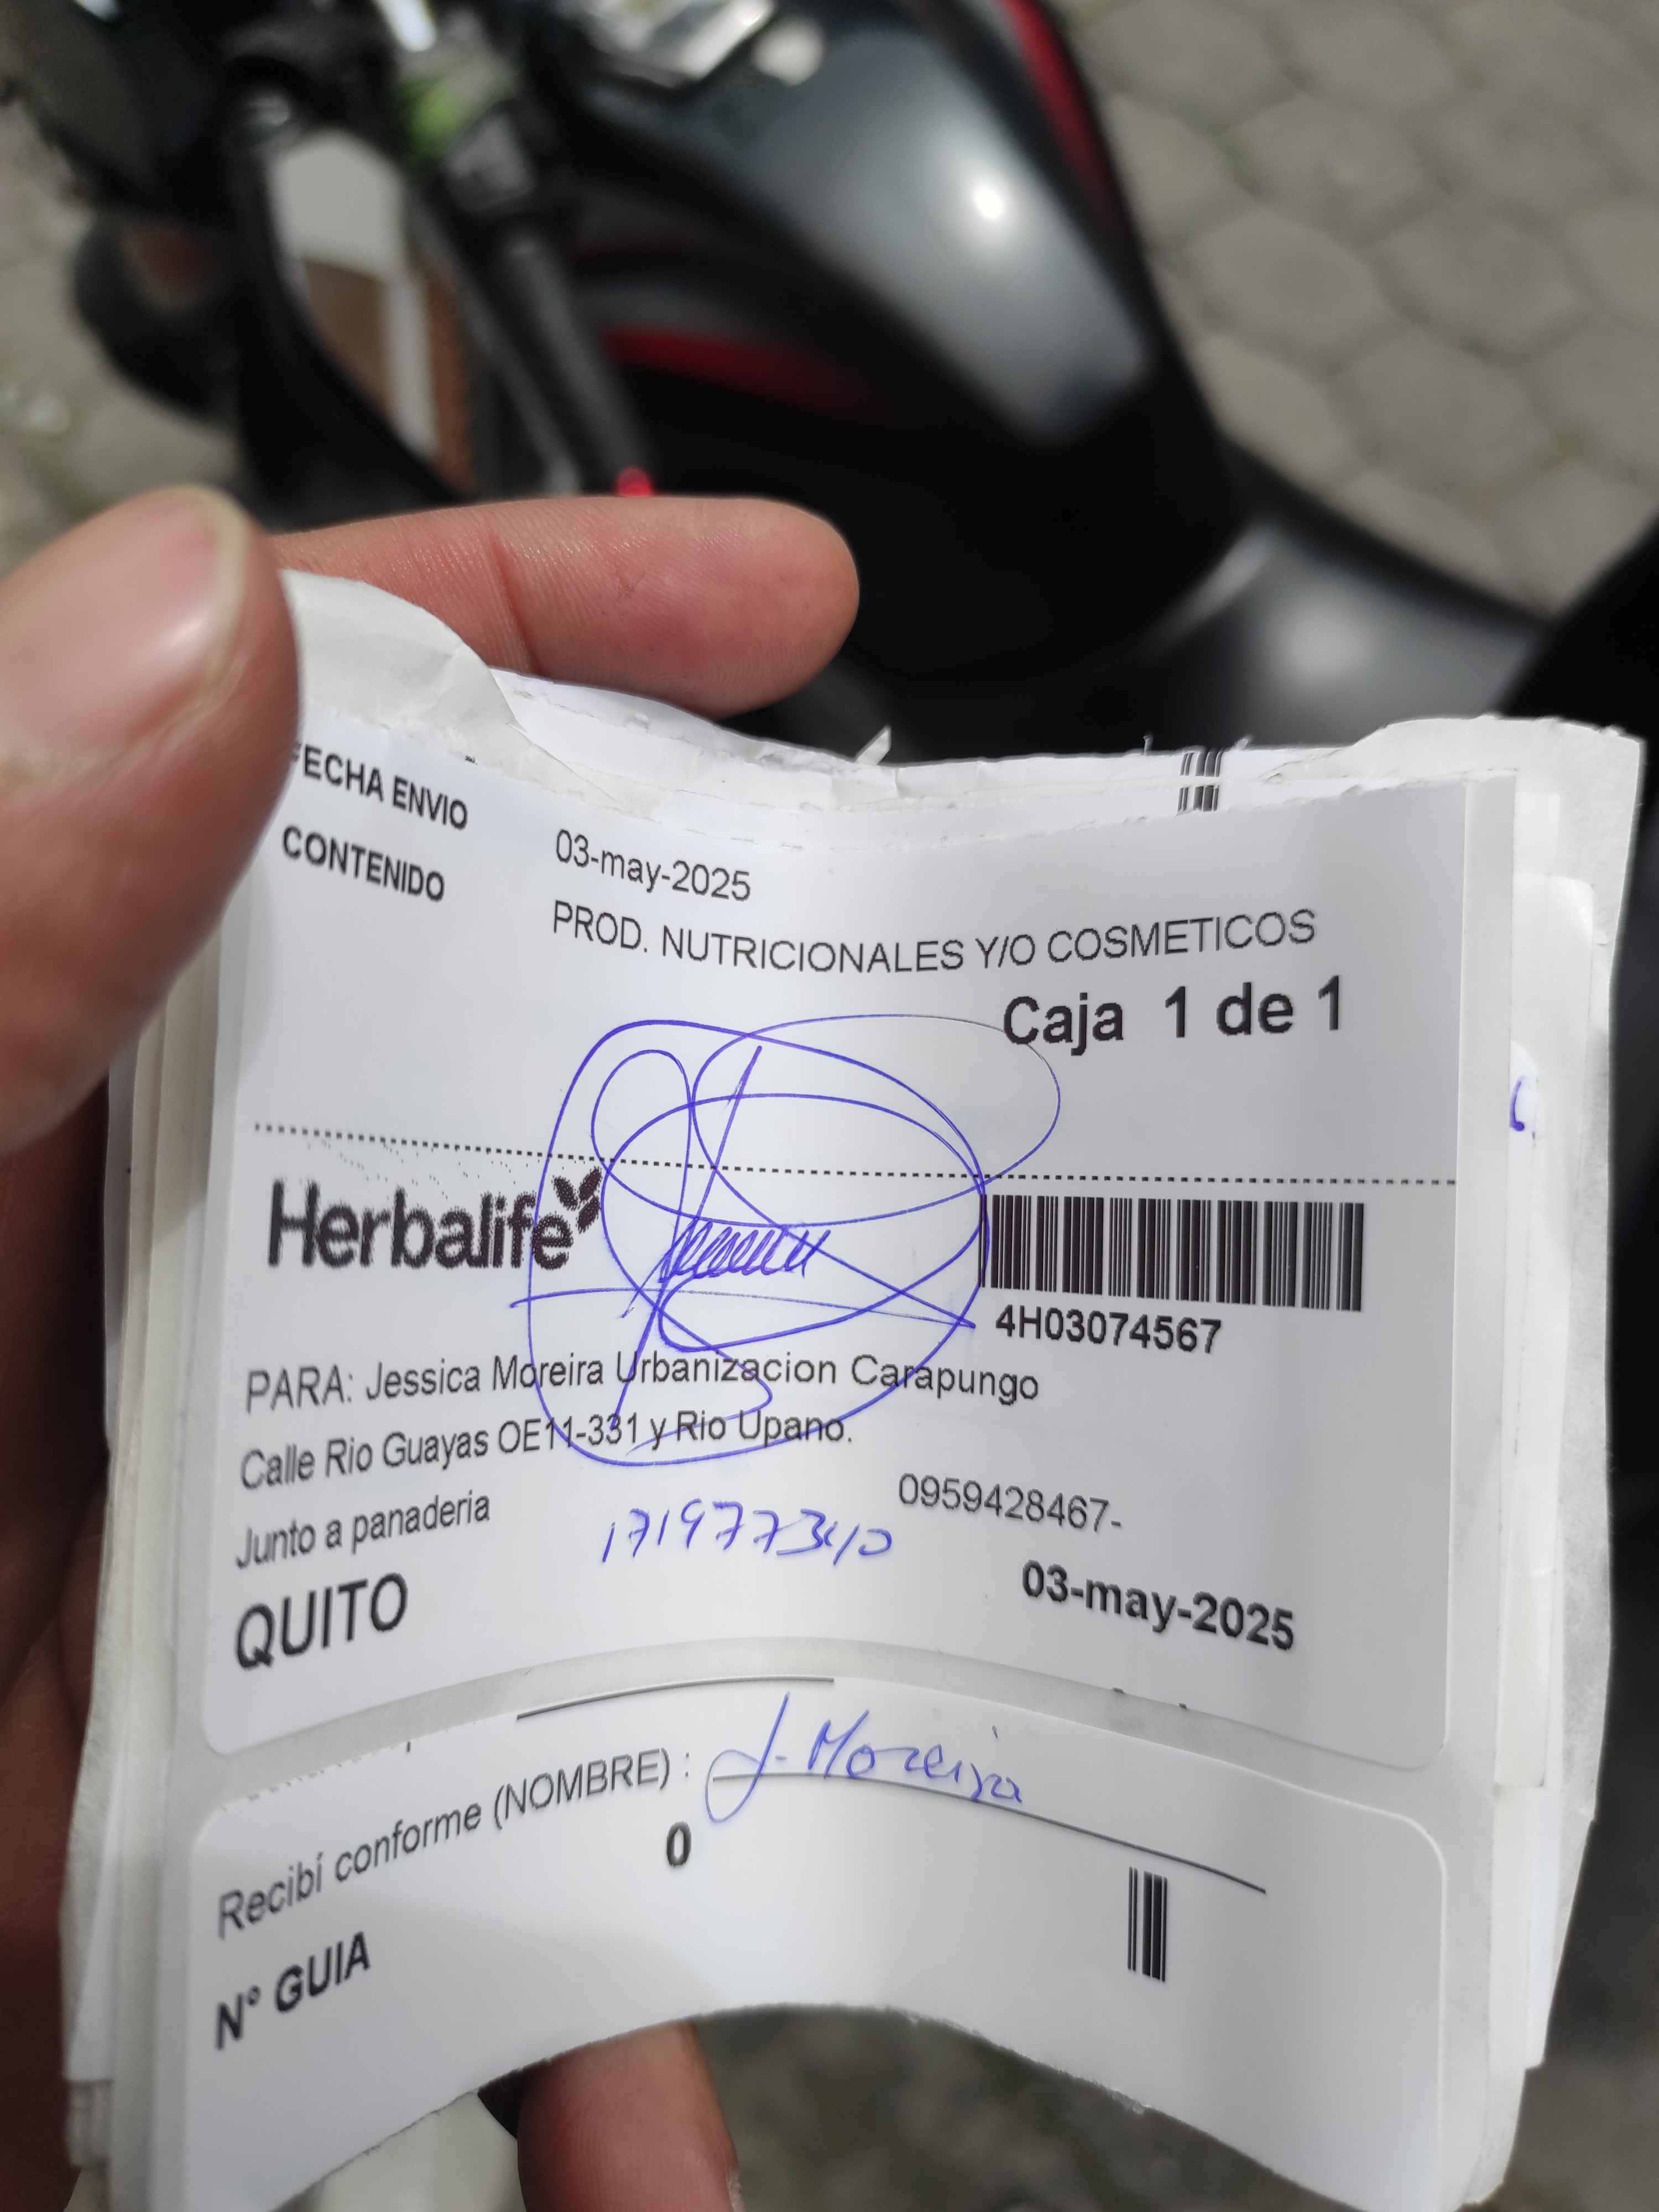 FECHA ENVIO 03-may-2025
CONTENIDO PROD. NUTRICIONALES Y/O COSMETICOS
Caja 1 de 1
Herbalife
4H03074567
PARA: Jessica Moreira Urbanizacion Carapungo
Calle Rio Guayas OE11-331 y Rio Upano.
Junto a panaderia 0959428467-
1719773410
QUITO 03-may-2025
Recibí conforme (NOMBRE) : J. Moreira
0
N° GUIA